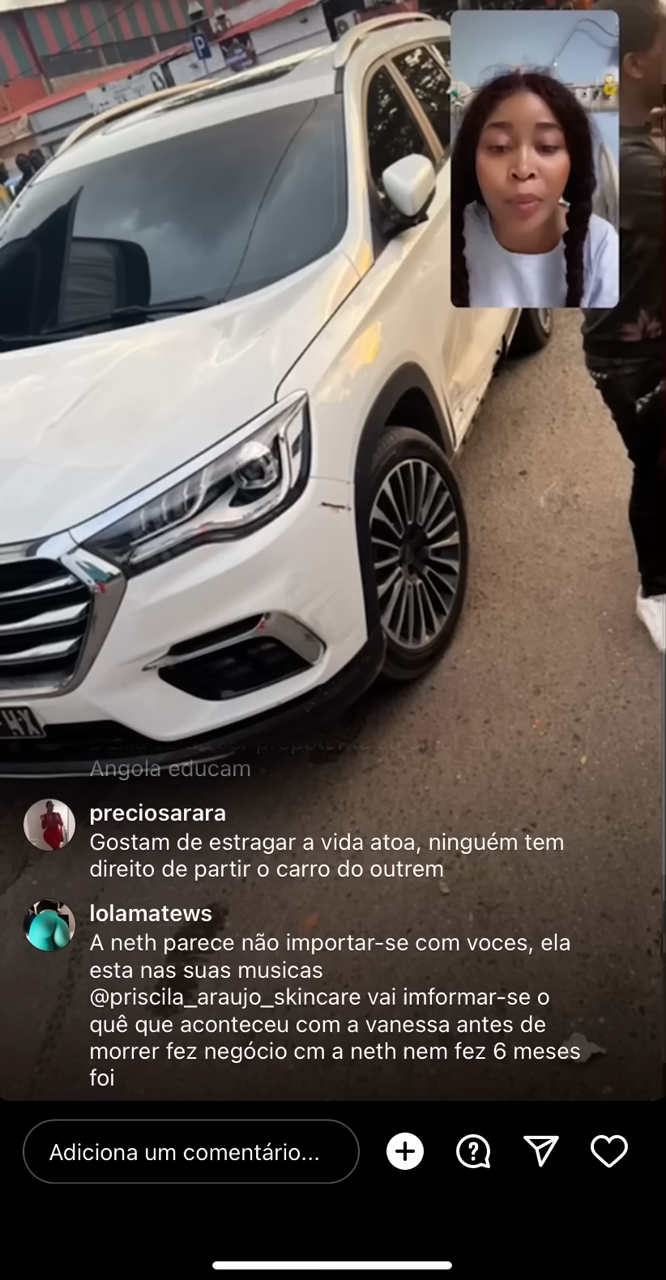 P
HX
Angola educam
preciosarara
Gostam de estragar a vida atoa, ninguém tem
direito de partir o carro do outrem
lolamatews
A neth parece não importar-se com voces, ela
esta nas suas musicas
@priscila_araujo_skincare vai imformar-se o
quê que aconteceu com a vanessa antes de
morrer fez negócio cm a neth nem fez 6 meses
foi
Adiciona um comentário...